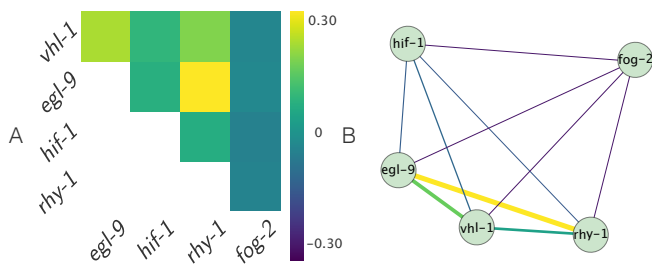 A
vhl-1
egl-9
hif-1
rhy-1
egl-9
hif-1
rhy-1
fog-2
0.30
0
−0.30
B
hif-1
fog-2
egl-9
vhl-1
rhy-1